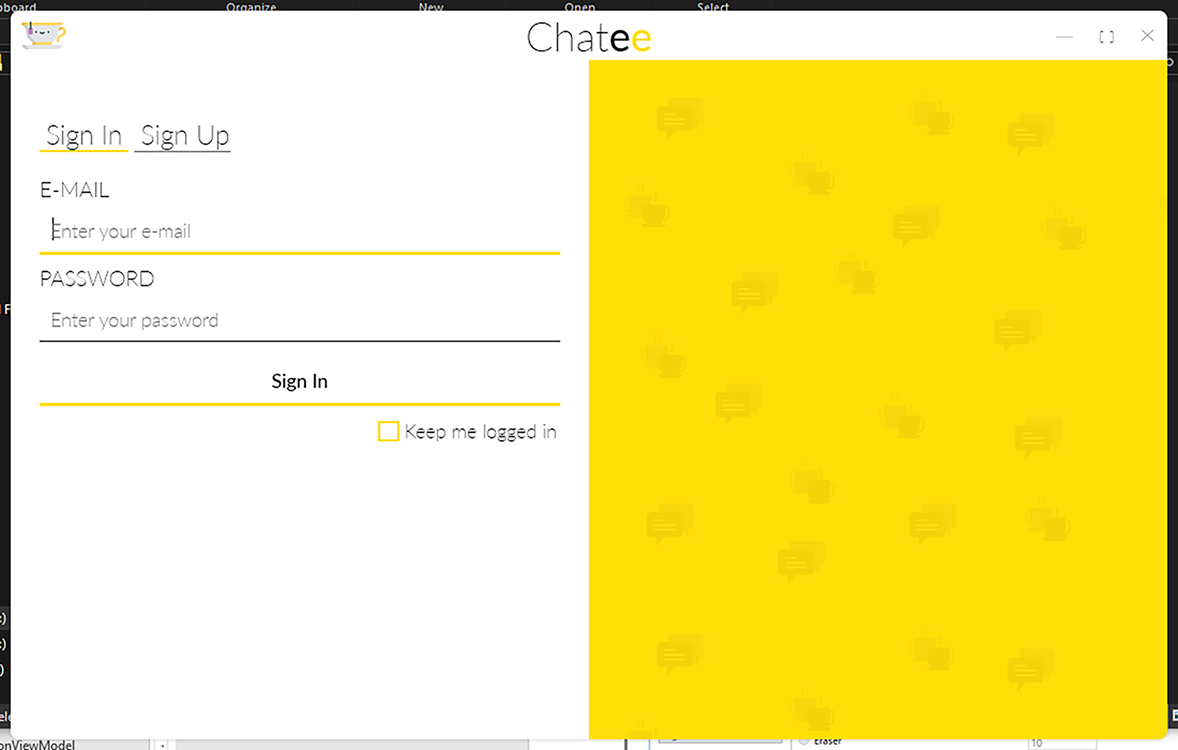 Organize New Open Select
Chatee
Sign In Sign Up
E-MAIL
Enter your e-mail
PASSWORD
Enter your password
Sign In
Keep me logged in
onViewModel
Eraser
10